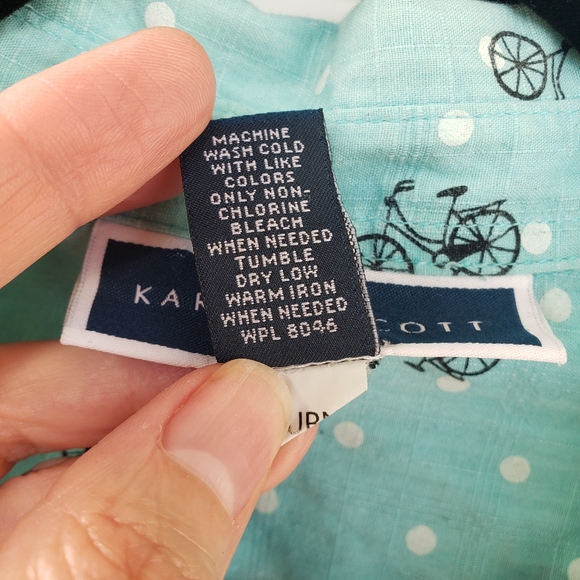 MACHINE
WASH COLD
WITH LIKE
COLORS
ONLY NON-
CHLORINE
BLEACH
WHEN NEEDED
TUMBLE
DRY LOW
WARM IRON
WHEN NEEDED
WPL 8046
KAR COTT